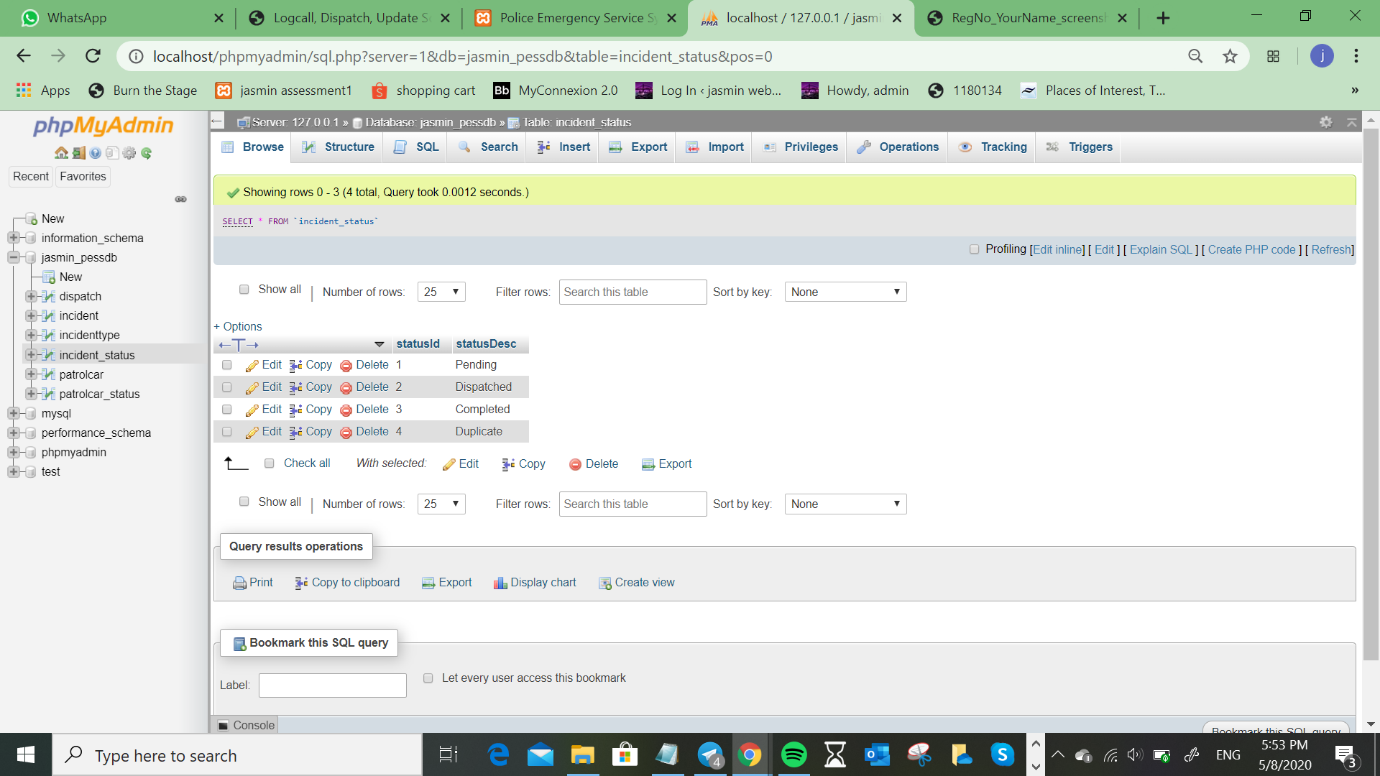 WhatsApp
Logcall, Dispatch, Update S
Police Emergency Service Sy
localhost / 127.0.0.1 / jasmi
RegNo_YourName_screensh
localhost/phpmyadmin/sql.php?server=1&db=jasmin_pessdb&table=incident_status&pos=0
j
Apps Burn the Stage jasmin assessment1 shopping cart Bb MyConnexion 2.0 Log In ‹ jasmin web... Howdy, admin 1180134 Places of Interest, T... »
phpMyAdmin
Recent Favorites
New
information_schema
jasmin_pessdb
New
dispatch
incident
incidenttype
incident_status
patrolcar
patrolcar_status
mysql
performance_schema
phpmyadmin
test
Server: 127.0.0.1 » Database: jasmin_pessdb » Table: incident_status
Browse Structure SQL Search Insert Export Import Privileges Operations Tracking Triggers
Showing rows 0 - 3 (4 total, Query took 0.0012 seconds.)
SELECT * FROM `incident_status`
Profiling [Edit inline] [ Edit ] [ Explain SQL ] [ Create PHP code ] [ Refresh]
Show all | Number of rows: 25 Filter rows: Search this table Sort by key: None
+ Options
←T→ statusId statusDesc
Edit Copy Delete 1 Pending
Edit Copy Delete 2 Dispatched
Edit Copy Delete 3 Completed
Edit Copy Delete 4 Duplicate
Check all With selected: Edit Copy Delete Export
Show all | Number of rows: 25 Filter rows: Search this table Sort by key: None
Query results operations
Print Copy to clipboard Export Display chart Create view
Bookmark this SQL query
Label: Let every user access this bookmark
Console
Bookmark this SQL query
Type here to search
4
ENG
5:53 PM
5/8/2020
3